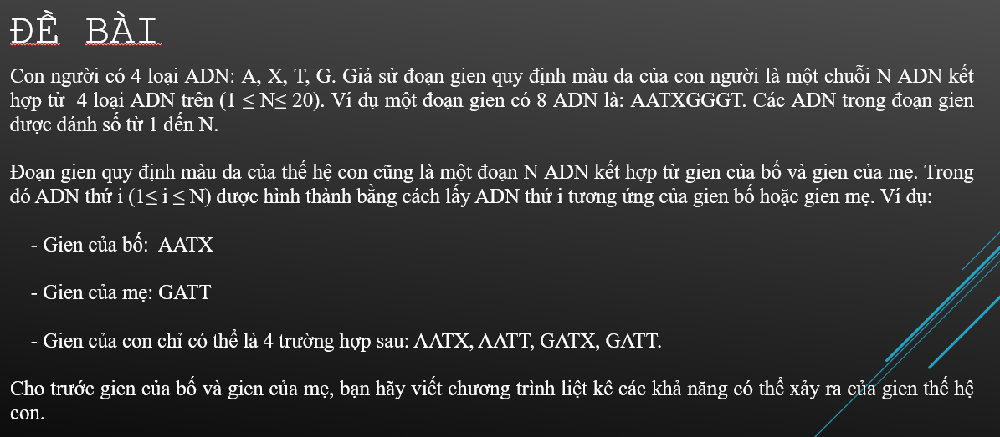 ĐỀ BÀI
Con người có 4 loại ADN: A, X, T, G. Giả sử đoạn gien quy định màu da của con người là một chuỗi N ADN kết
hợp từ 4 loại ADN trên (1 ≤ N≤ 20). Ví dụ một đoạn gien có 8 ADN là: AATXGGGT. Các ADN trong đoạn gien
được đánh số từ 1 đến N.
Đoạn gien quy định màu da của thế hệ con cũng là một đoạn N ADN kết hợp từ gien của bố và gien của mẹ. Trong
đó ADN thứ i (1≤ i ≤ N) được hình thành bằng cách lấy ADN thứ i tương ứng của gien bố hoặc gien mẹ. Ví dụ:
- Gien của bố: AATX
- Gien của mẹ: GATT
- Gien của con chỉ có thể là 4 trường hợp sau: AATX, AATT, GATX, GATT.
Cho trước gien của bố và gien của mẹ, bạn hãy viết chương trình liệt kê các khả năng có thể xảy ra của gien thế hệ
con.